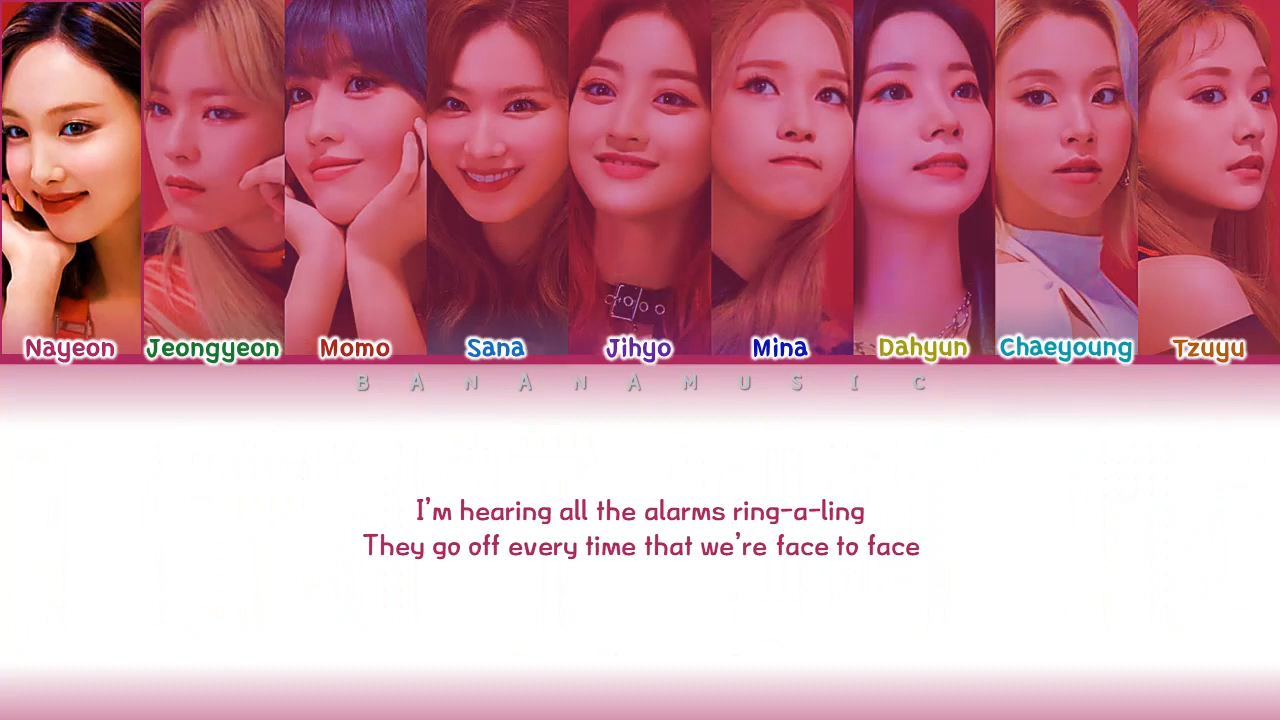 Nayeon Jeongyeon Momo Sana Jihyo Mina Dahyun Chaeyoung Tzuyu
BANANAMUSIC
I'm hearing all the alarms ring-a-ling
They go off every time that we're face to face